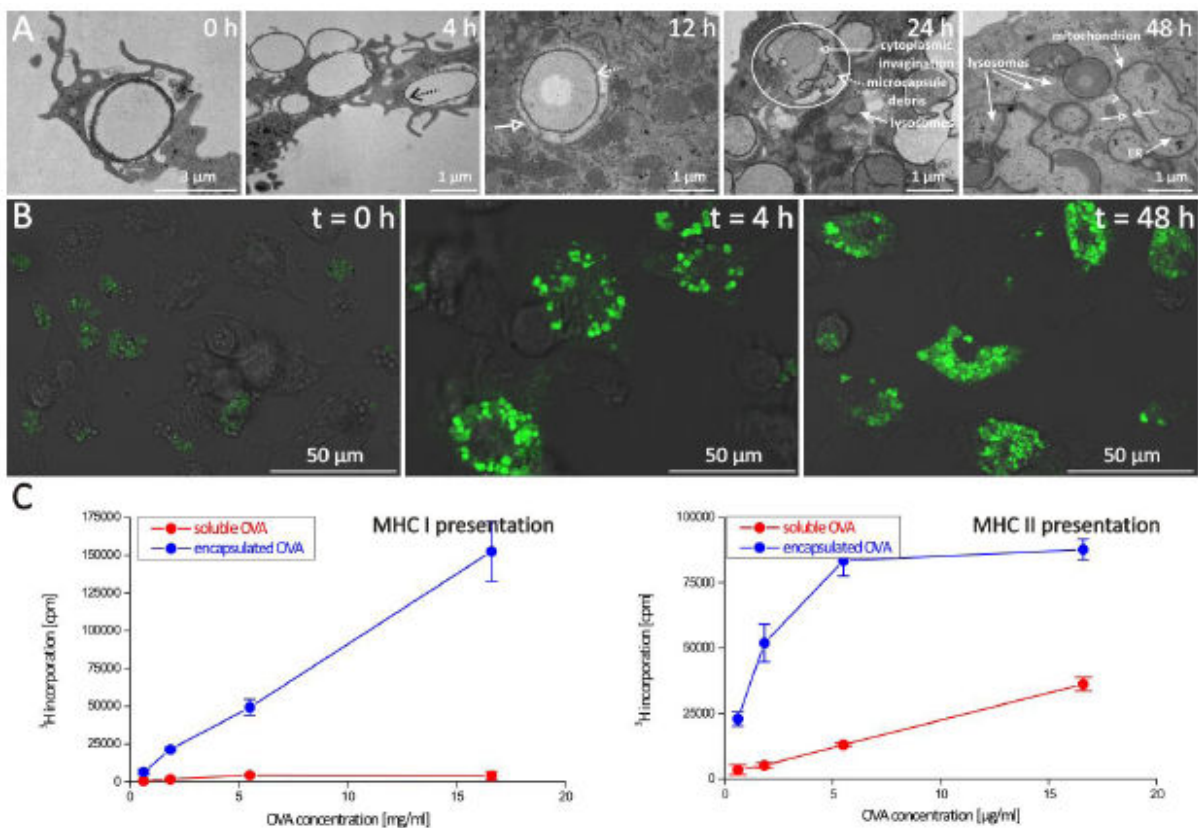 A
0 h
3 µm
4 h
1 µm
12 h
1 µm
24 h
cytoplasmic
invagination
microcapsule
debris
lysosomes
1 µm
48 h
mitochondrion
lysosomes
ER
1 µm
B
t = 0 h
50 µm
t = 4 h
50 µm
t = 48 h
50 µm
C
MHC I presentation
soluble OVA
encapsulated OVA
³H incorporation [cpm]
175000
150000
125000
100000
75000
50000
25000
0
0 5 10 15 20
OVA concentration [mg/ml]
MHC II presentation
soluble OVA
encapsulated OVA
³H incorporation [cpm]
100000
75000
50000
25000
0
0 5 10 15 20
OVA concentration [µg/ml]